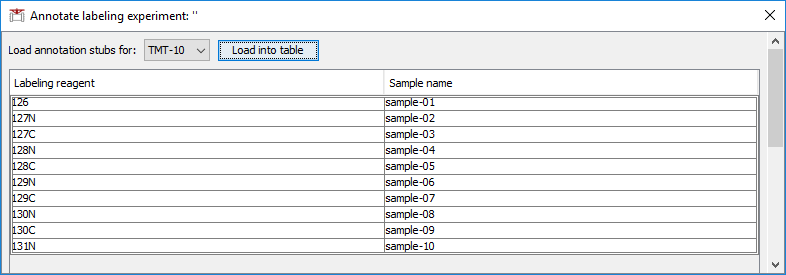 Annotate labeling experiment: ''
Load annotation stubs for: TMT-10 Load into table
Labeling reagent Sample name
126 sample-01
127N sample-02
127C sample-03
128N sample-04
128C sample-05
129N sample-06
129C sample-07
130N sample-08
130C sample-09
131N sample-10